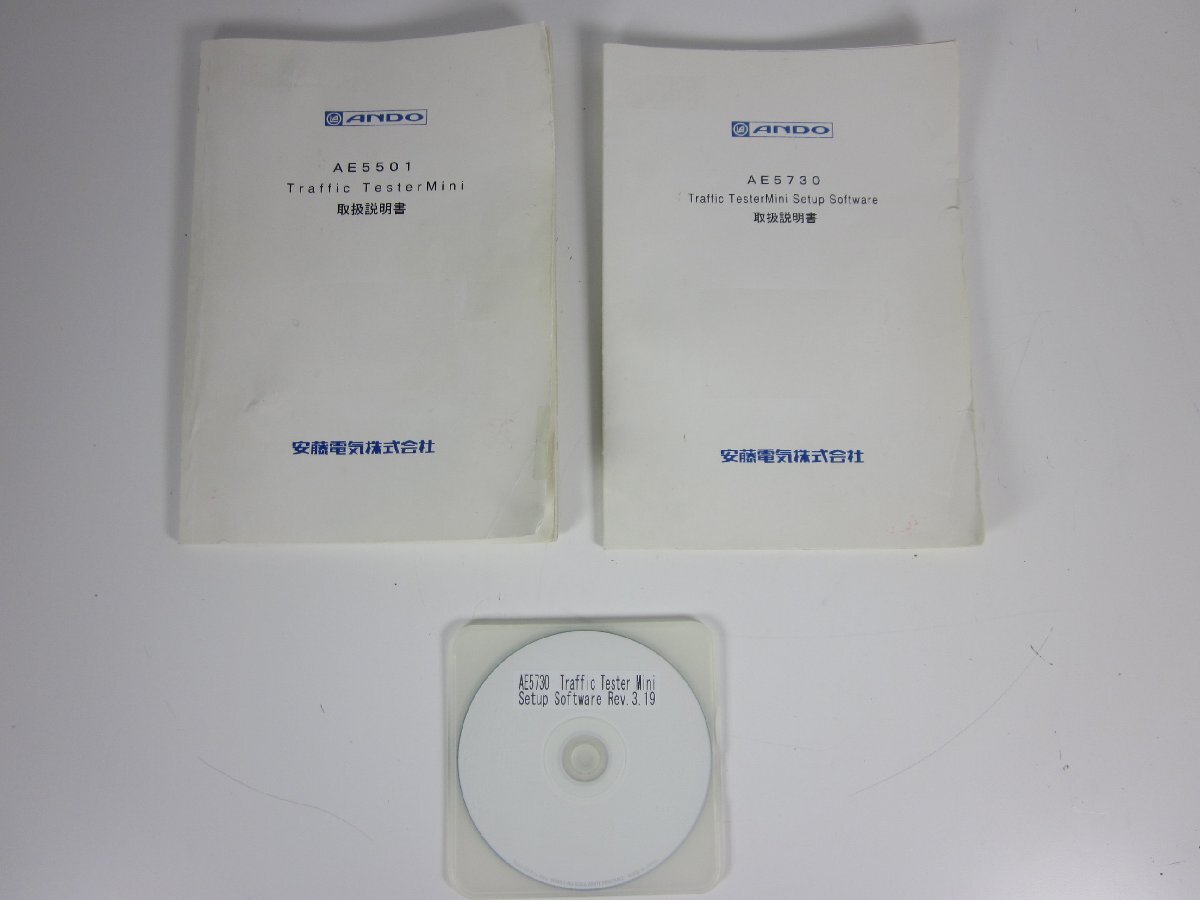 ANDO
AE5501
Traffic TesterMini
取扱説明書
安藤電気株式会社
ANDO
AE5730
Traffic TesterMini Setup Software
取扱説明書
安藤電気株式会社
AE5730 Traffic Tester Mini
Setup Software Rev.3.19